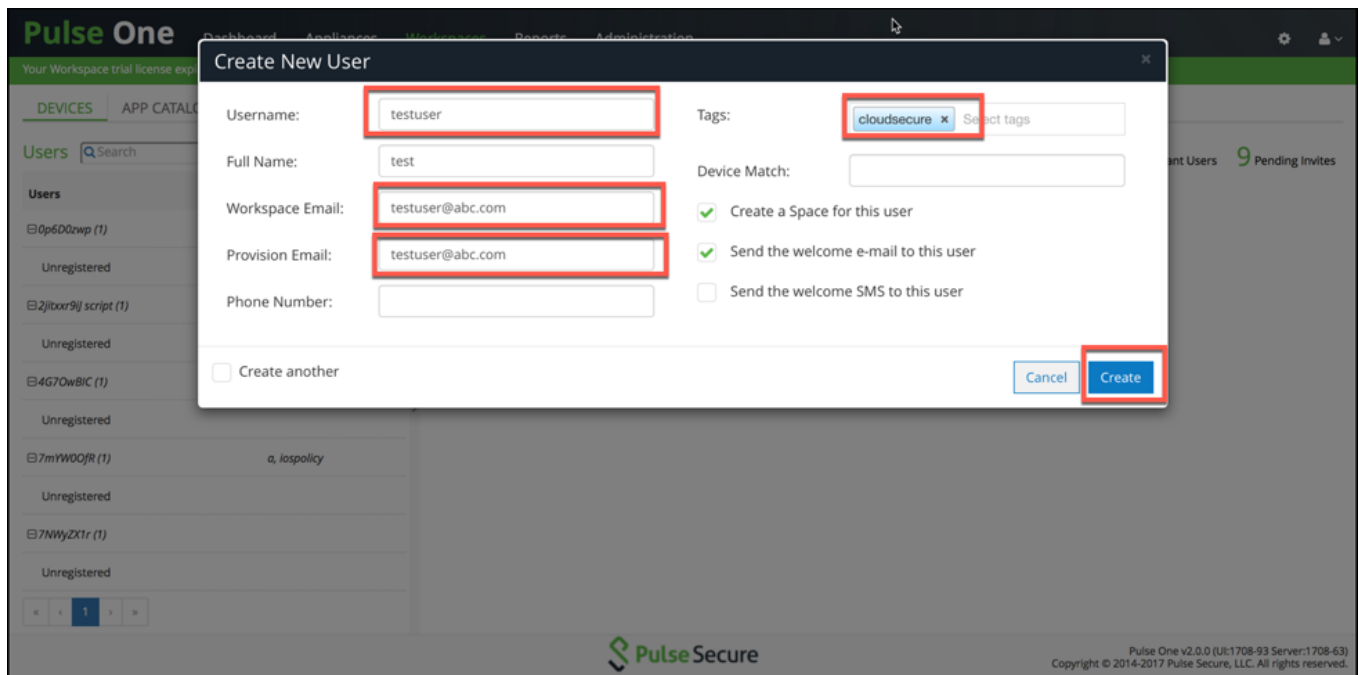 Pulse One Dashboard Appliances Workspaces Reports Administration
Your Workspace trial license
Create New User
×
DEVICES
Users
Search
9 Pending Invites
Users
0p6D0zwp (1)
Unregistered
2jitxxr9ij script (1)
Unregistered
4G7OwBIC (1)
Unregistered
7mYW0OfR (1) a, iospolicy
Unregistered
7NWyZX1r (1)
Unregistered
« ‹ 1 › »
Username: testuser
Full Name: test
Workspace Email: testuser@abc.com
Provision Email: testuser@abc.com
Phone Number:
Tags: cloudsecure × Select tags
Device Match:
Create a Space for this user
Send the welcome e-mail to this user
Send the welcome SMS to this user
Create another
Cancel Create
Pulse Secure
Pulse One v2.0.0 (UI:1708-93 Server:1708-63)
Copyright © 2014-2017 Pulse Secure, LLC. All rights reserved.